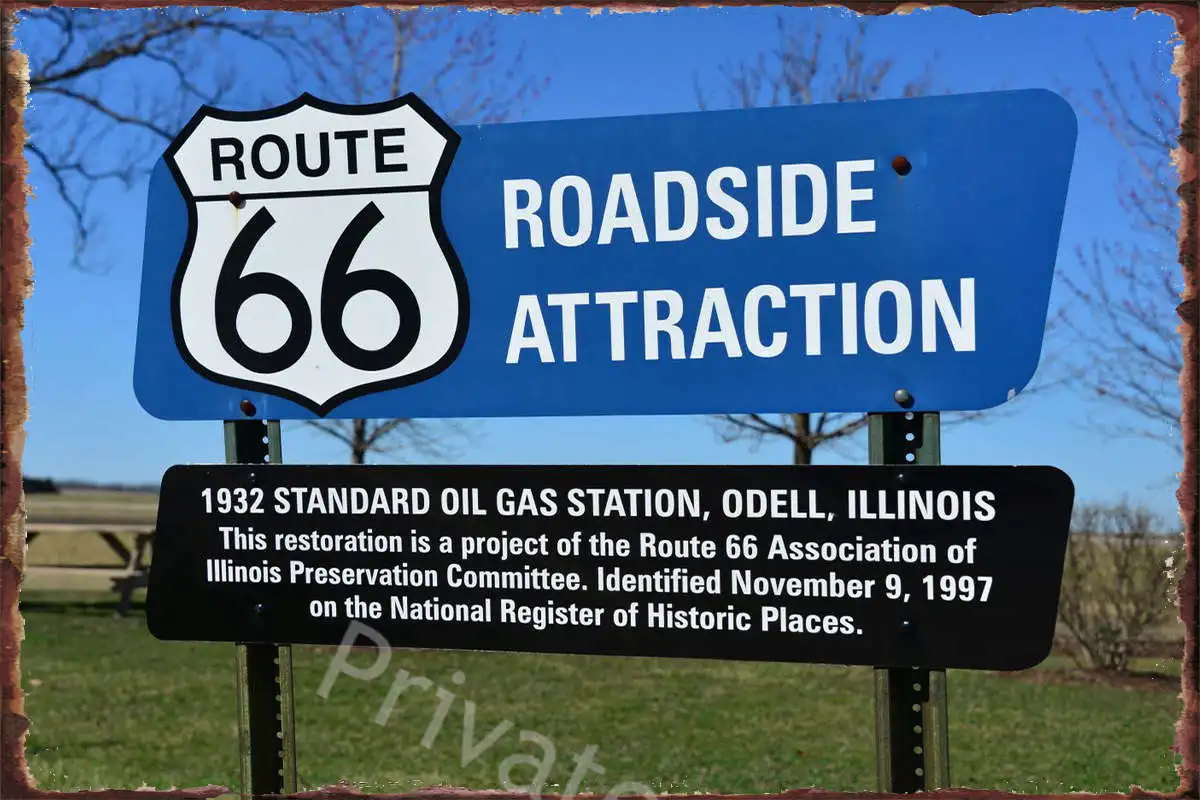 ROUTE
66
ROADSIDE
ATTRACTION
1932 STANDARD OIL GAS STATION, ODELL, ILLINOIS
This restoration is a project of the Route 66 Association of
Illinois Preservation Committee. Identified November 9, 1997
on the National Register of Historic Places.
Private